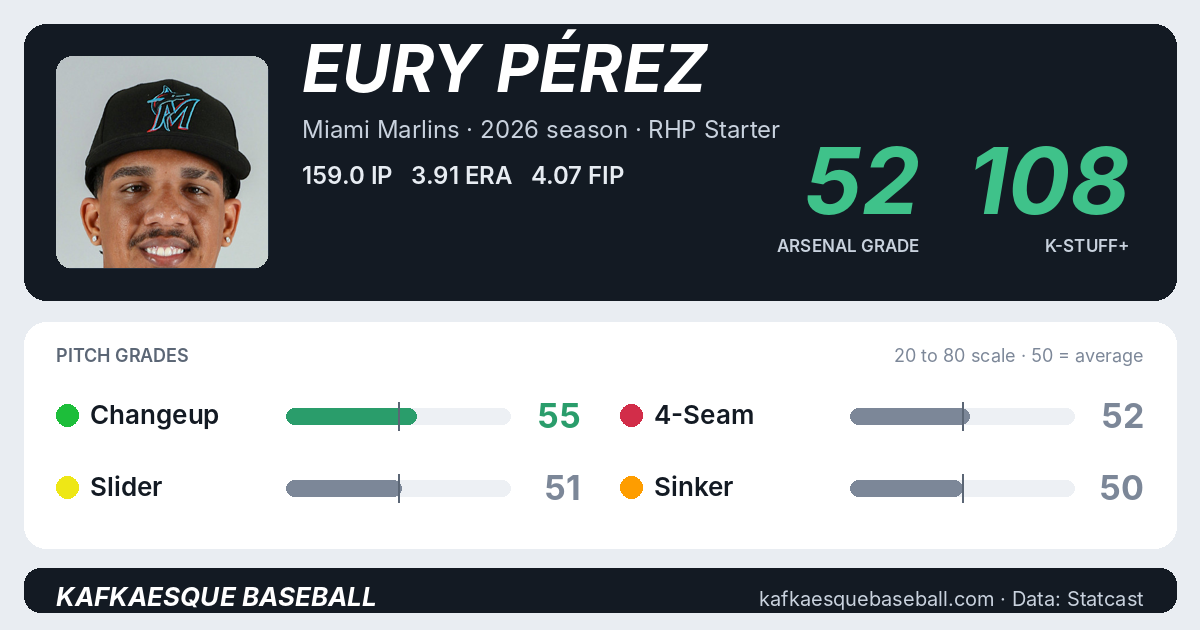 EURY PÉREZ
Miami Marlins · 2026 season · RHP Starter
159.0 IP 3.91 ERA 4.07 FIP
52 108
ARSENAL GRADE K-STUFF+
PITCH GRADES 20 to 80 scale · 50 = average
Changeup 55 4-Seam 52
Slider 51 Sinker 50
KAFKAESQUE BASEBALL kafkaesquebaseball.com · Data: Statcast